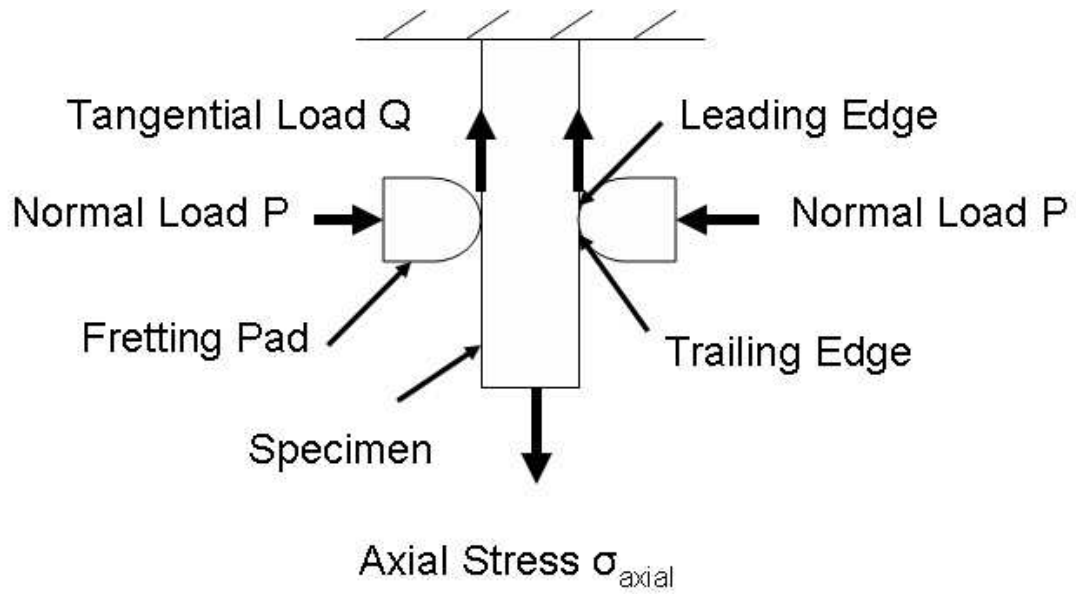 Tangential Load Q
Leading Edge
Normal Load P
Normal Load P
Fretting Pad
Trailing Edge
Specimen
Axial Stress σaxial